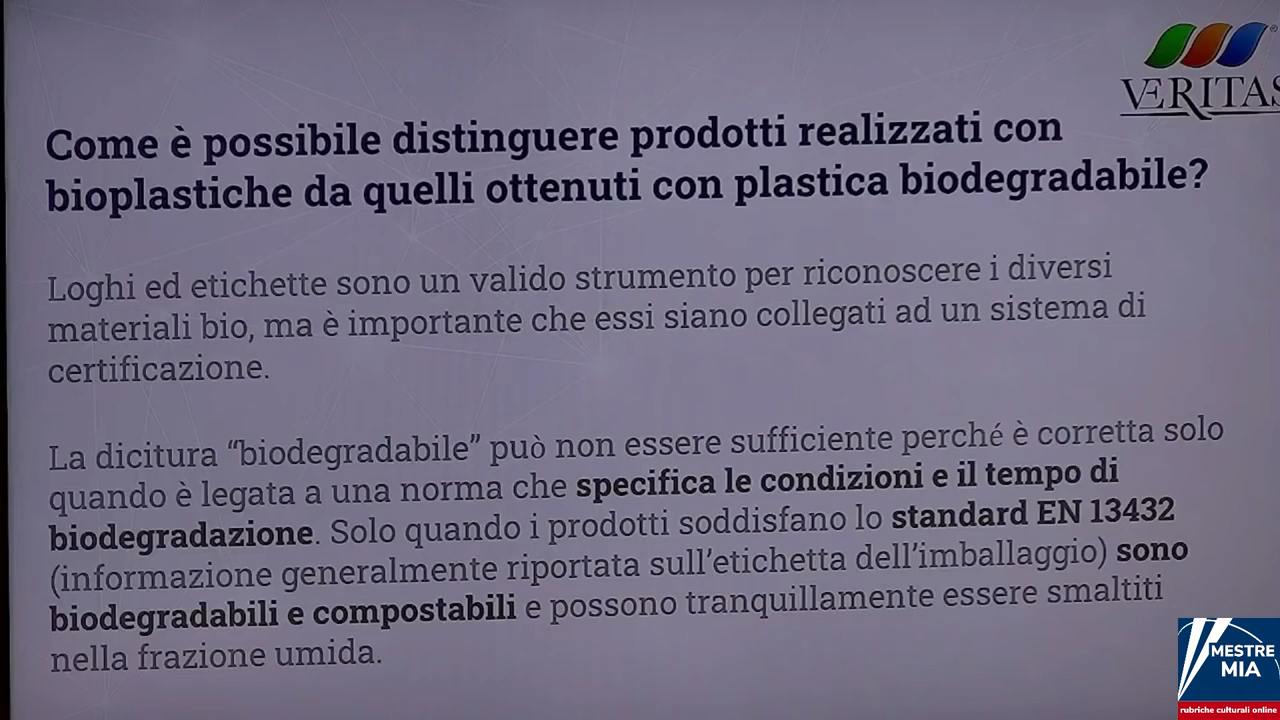 VERITAS
Come è possibile distinguere prodotti realizzati con
bioplastiche da quelli ottenuti con plastica biodegradabile?
Loghi ed etichette sono un valido strumento per riconoscere i diversi
materiali bio, ma è importante che essi siano collegati ad un sistema di
certificazione.
La dicitura “biodegradabile” può non essere sufficiente perché è corretta solo
quando è legata a una norma che specifica le condizioni e il tempo di
biodegradazione. Solo quando i prodotti soddisfano lo standard EN 13432
(informazione generalmente riportata sull’etichetta dell’imballaggio) sono
biodegradabili e compostabili e possono tranquillamente essere smaltiti
nella frazione umida.
MESTRE
MIA
rubriche culturali online